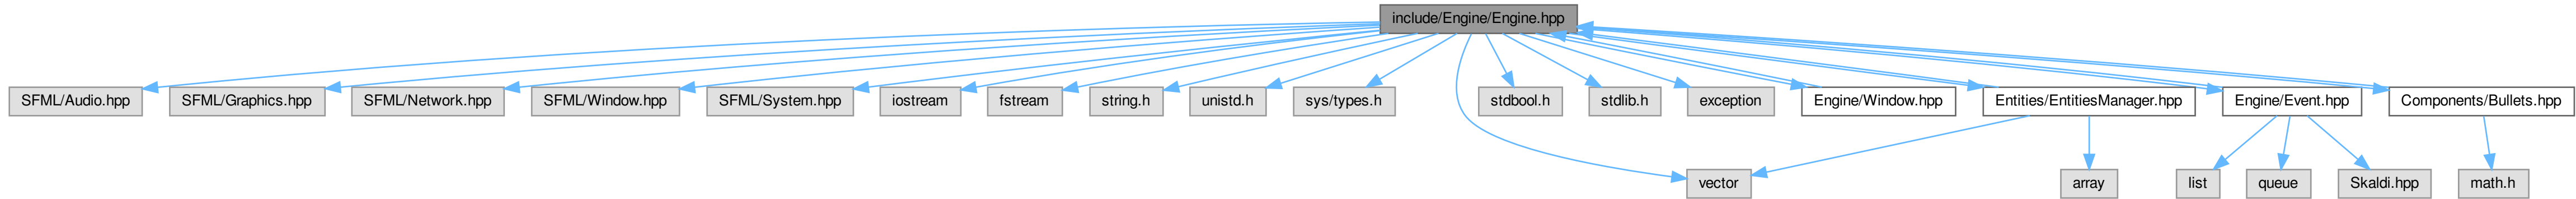 include/Engine/Engine.hpp
SFML/Audio.hpp
SFML/Graphics.hpp
SFML/Network.hpp
SFML/Window.hpp
SFML/System.hpp
iostream
fstream
string.h
unistd.h
sys/types.h
stdbool.h
stdlib.h
exception
Engine/Window.hpp
Entities/EntitiesManager.hpp
Engine/Event.hpp
Components/Bullets.hpp
vector
array
list
queue
Skaldi.hpp
math.h